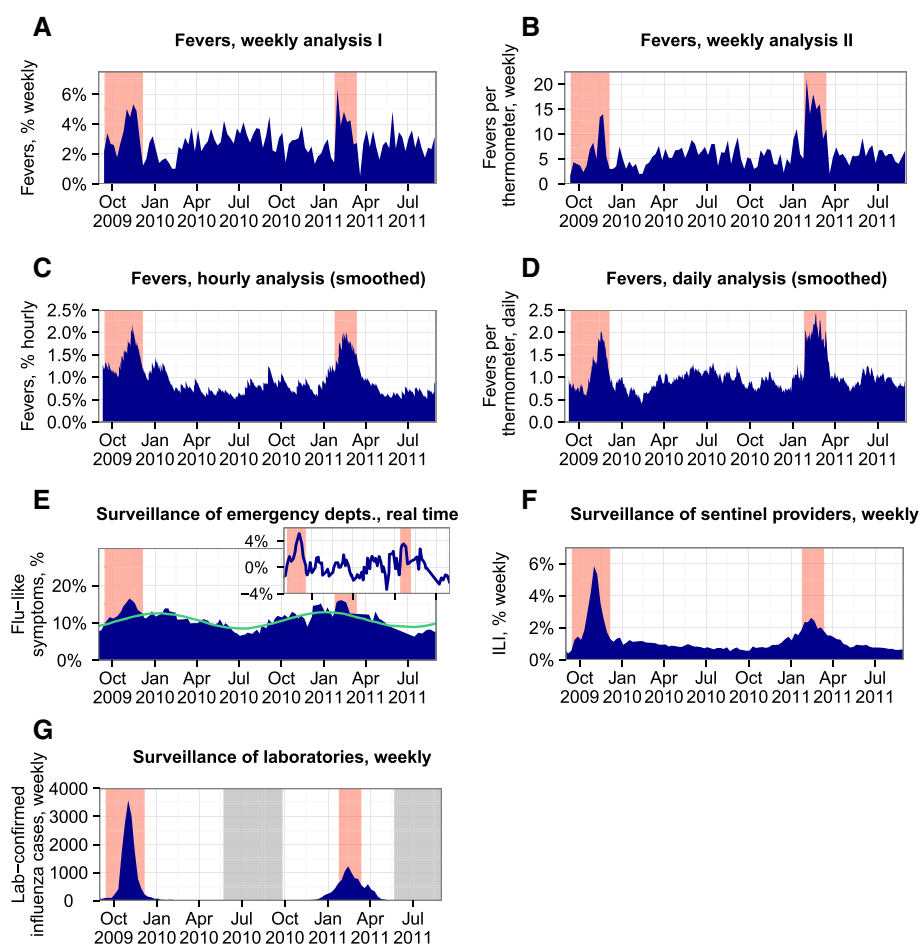 A
Fevers, weekly analysis I
Fevers, % weekly
6%
4%
2%
0%
Oct Jan Apr Jul Oct Jan Apr Jul
2009 2010 2010 2010 2010 2011 2011 2011
B
Fevers, weekly analysis II
Fevers per
thermometer, weekly
20
15
10
5
0
Oct Jan Apr Jul Oct Jan Apr Jul
2009 2010 2010 2010 2010 2011 2011 2011
C
Fevers, hourly analysis (smoothed)
Fevers, % hourly
2.5%
2.0%
1.5%
1.0%
0.5%
0.0%
Oct Jan Apr Jul Oct Jan Apr Jul
2009 2010 2010 2010 2010 2011 2011 2011
D
Fevers, daily analysis (smoothed)
Fevers per
thermometer, daily
2.5
2.0
1.5
1.0
0.5
0.0
Oct Jan Apr Jul Oct Jan Apr Jul
2009 2010 2010 2010 2010 2011 2011 2011
E
Surveillance of emergency depts., real time
Flu−like
symptoms, %
20%
10%
0%
4%
0%
−4%
Oct Jan Apr Jul Oct Jan Apr Jul
2009 2010 2010 2010 2010 2011 2011 2011
F
Surveillance of sentinel providers, weekly
ILI, % weekly
6%
4%
2%
0%
Oct Jan Apr Jul Oct Jan Apr Jul
2009 2010 2010 2010 2010 2011 2011 2011
G
Surveillance of laboratories, weekly
Lab−confirmed
influenza cases, weekly
4000
3000
2000
1000
0
Oct Jan Apr Jul Oct Jan Apr Jul
2009 2010 2010 2010 2010 2011 2011 2011